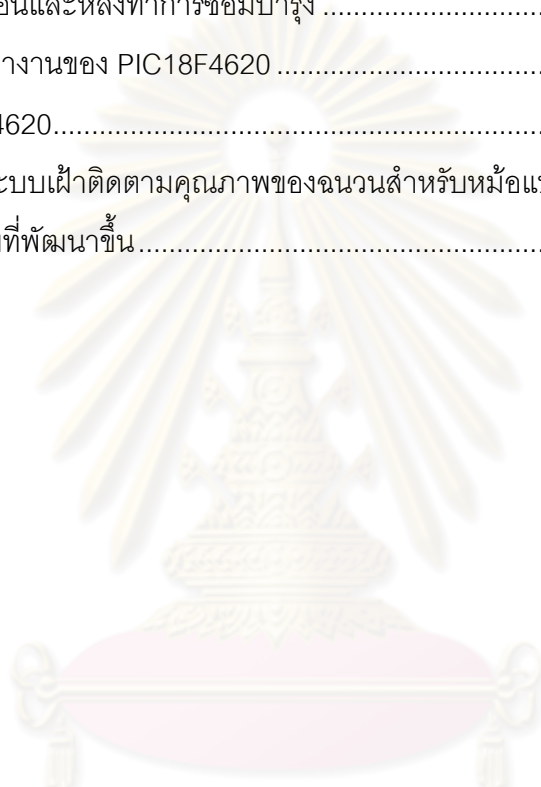 อนและหลังทำการซ่อมบำรุง ........................................
ำงานของ PIC18F4620 ........................................
4620........................................
ะบบเฝ้าติดตามคุณภาพของฉนวนสำหรับหม้อแป
ที่พัฒนาขึ้น ........................................